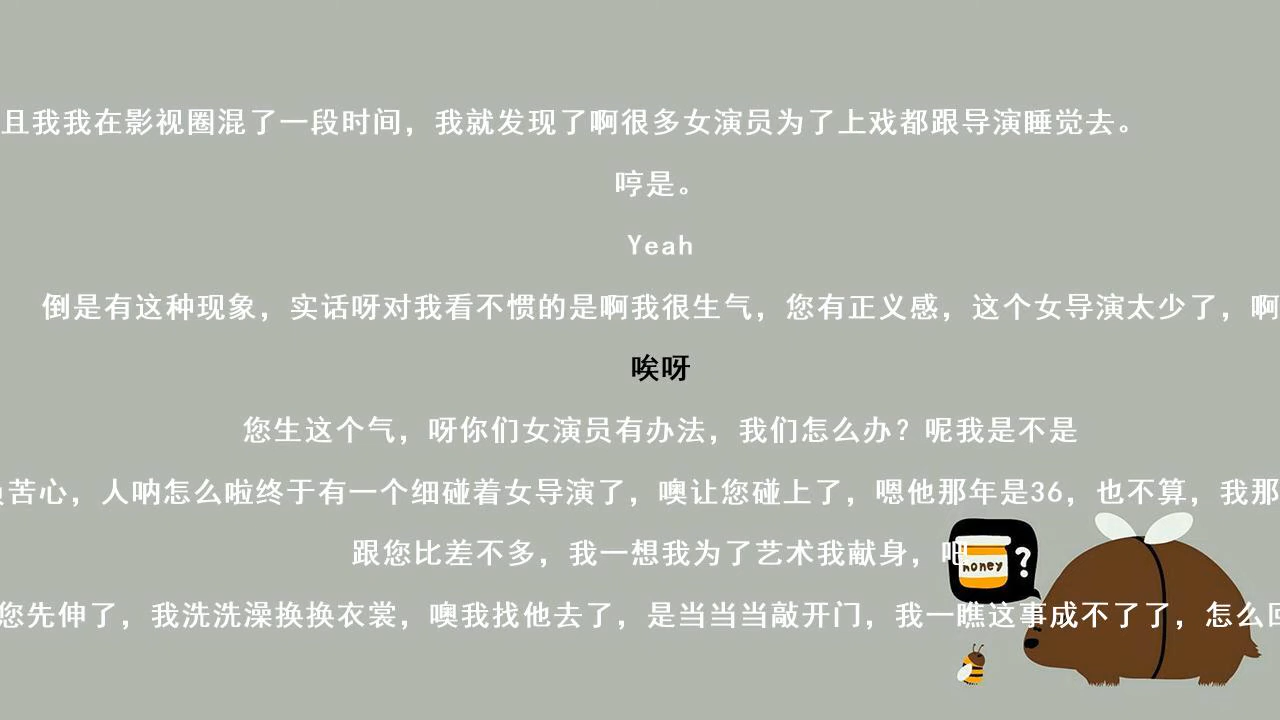 且我我在影视圈混了一段时间，我就发现了啊很多女演员为了上戏都跟导演睡觉去。
哼是。
Yeah
倒是有这种现象，实话呀对我看不惯的是啊我很生气，您有正义感，这个女导演太少了，啊
唉呀
您生这个气，呀你们女演员有办法，我们怎么办？呢我是不是
苦心，人呐怎么啦终于有一个细碰着女导演了，噢让您碰上了，嗯他那年是36，也不算，我那
跟您比差不多，我一想我为了艺术我献身，吧
honey
?
您先伸了，我洗洗澡换换衣裳，噢我找他去了，是当当当敲开门，我一瞧这事成不了了，怎么回